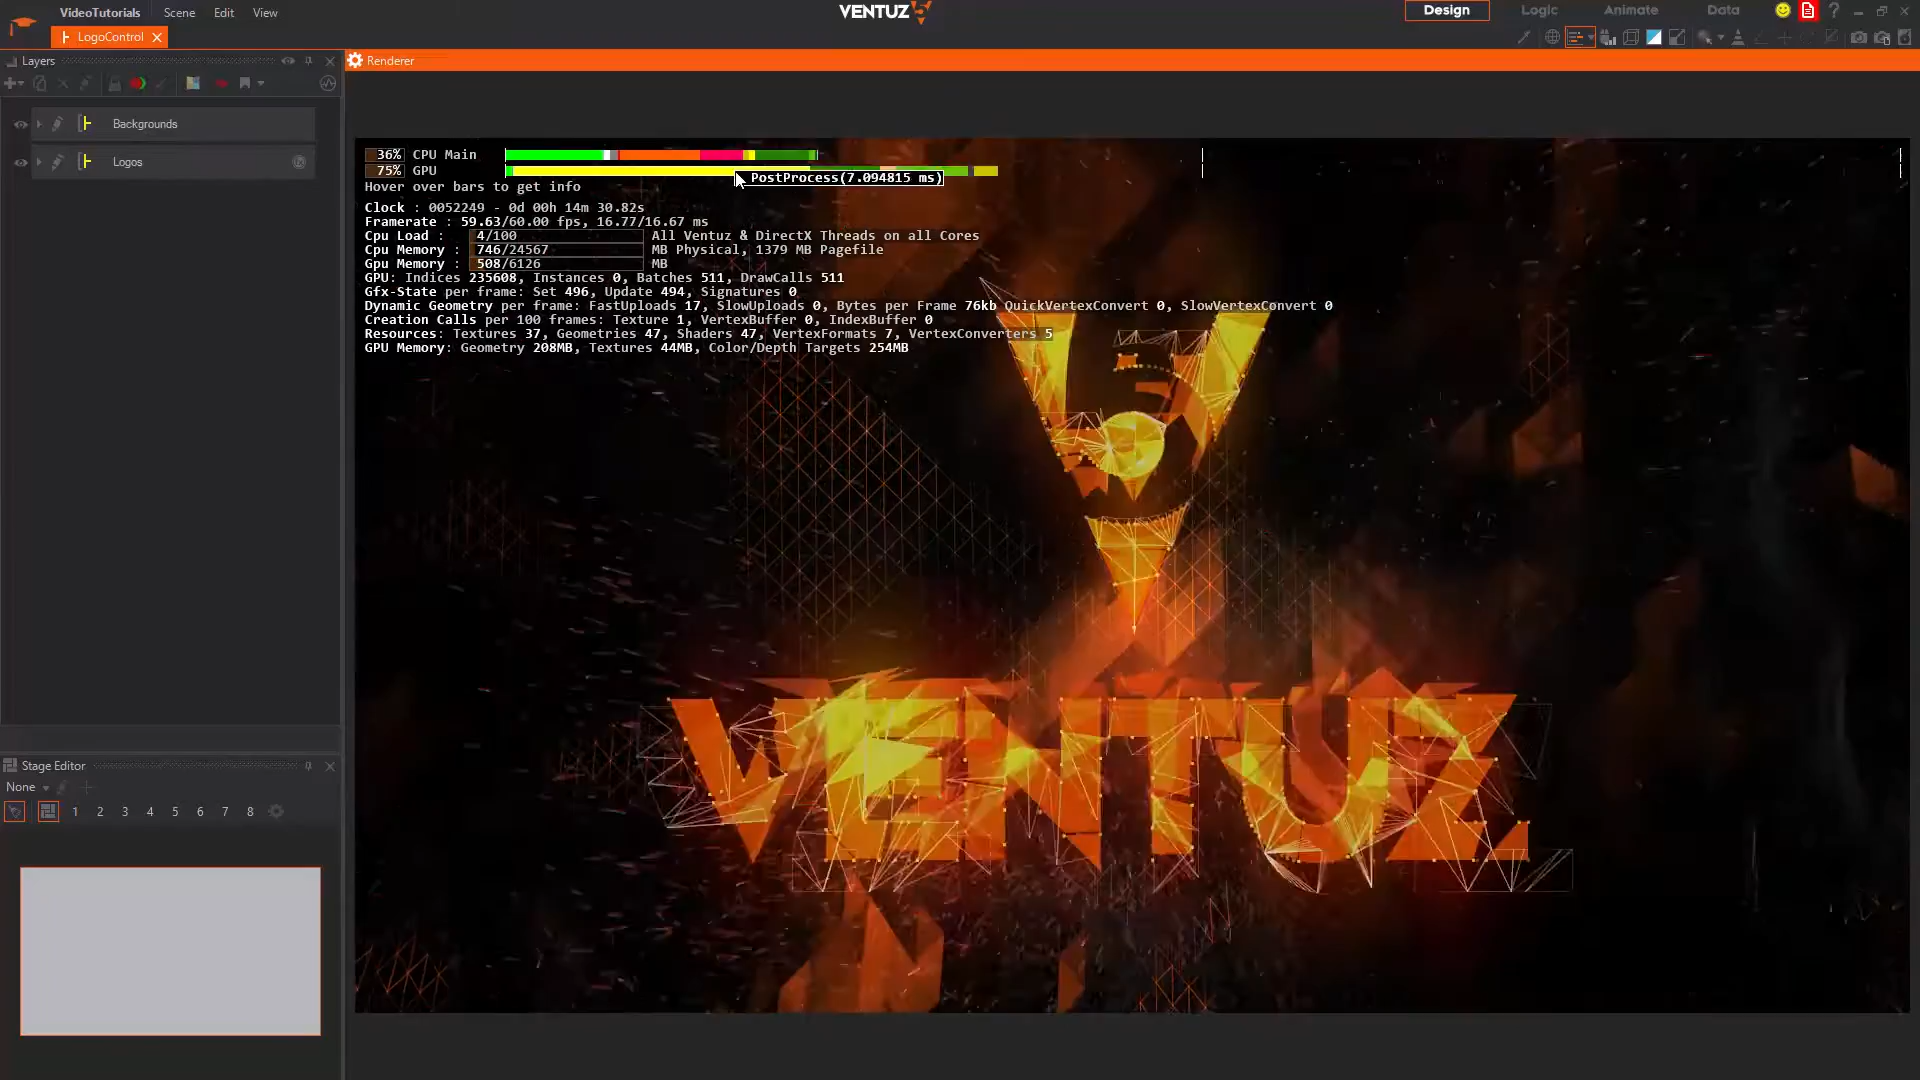 VideoTutorials Scene Edit View VENTUZ Design Logic Animate Data
LogoControl
Layers
Renderer
Backgrounds
Logos
36% CPU Main
75% GPU
PostProcess(7.094815 ms)
Hover over bars to get info
Clock : 0052249 - 0d 00h 14m 30.82s
Framerate : 59.63/60.00 fps, 16.77/16.67 ms
Cpu Load : 4/100 All Ventuz & DirectX Threads on all Cores
Cpu Memory : 746/24567 MB Physical, 1379 MB Pagefile
Gpu Memory : 508/6126 MB
GPU: Indices 235608, Instances 0, Batches 511, DrawCalls 511
Gfx-State per frame: Set 496, Update 494, Signatures 0
Dynamic Geometry per frame: FastUploads 17, SlowUploads 0, Bytes per Frame 76kb QuickVertexConvert 0, SlowVertexConvert 0
Creation Calls per 100 frames: Texture 1, VertexBuffer 0, IndexBuffer 0
Resources: Textures 37, Geometries 47, Shaders 47, VertexFormats 7, VertexConverters 5
GPU Memory: Geometry 208MB, Textures 44MB, Color/Depth Targets 254MB
VENTUZ
Stage Editor
None
1 2 3 4 5 6 7 8